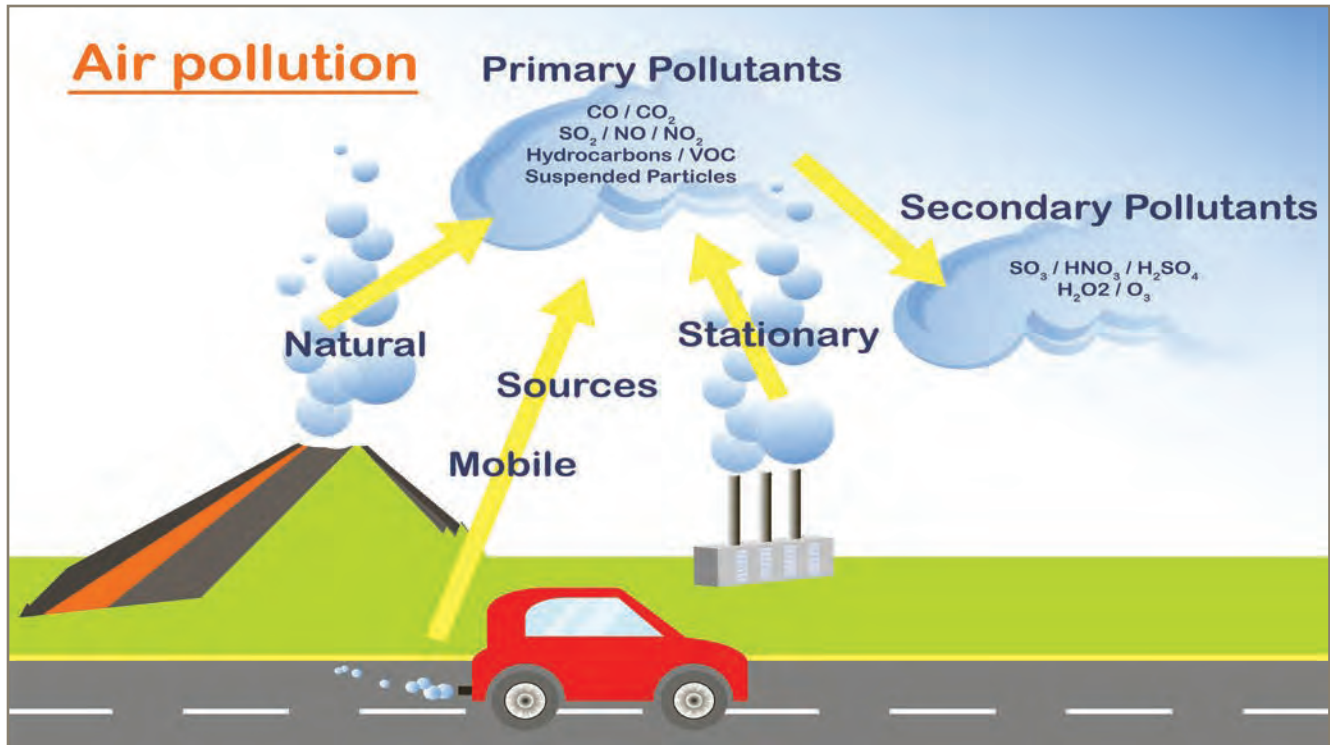 Air pollution
Primary Pollutants
CO / CO₂
SO₂ / NO / NO₂
Hydrocarbons / VOC
Suspended Particles
Secondary Pollutants
SO₃ / HNO₃ / H₂SO₄
H₂O2 / O₃
Natural
Stationary
Sources
Mobile